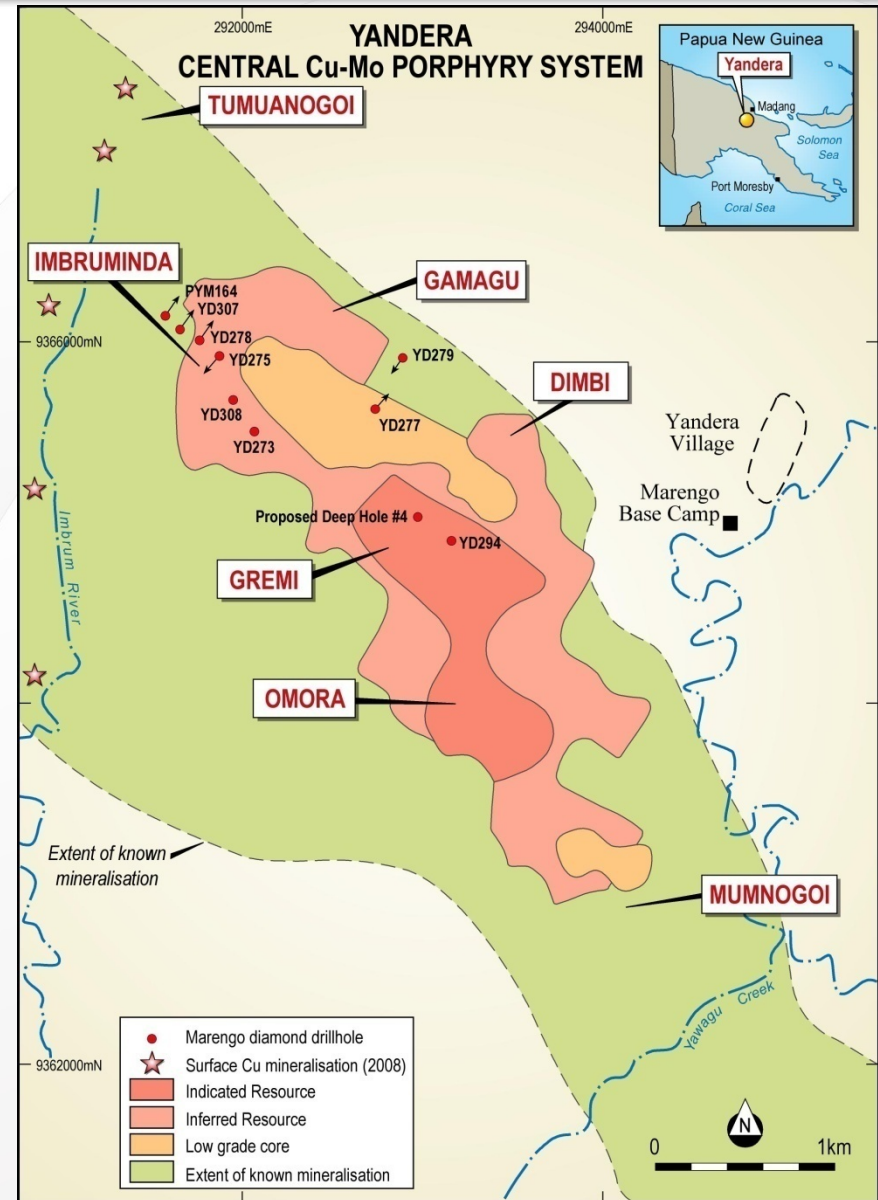 292000mE
294000mE
YANDERA
CENTRAL Cu-Mo PORPHYRY SYSTEM
Papua New Guinea
Yandera
Madang
Solomon
Sea
Port Moresby
Coral Sea
TUMUANOGOI
IMBRUMINDA
GAMAGU
PYM164
YD307
9366000mN
YD278
YD275
YD279
DIMBI
YD308
YD277
YD273
Yandera
Village
Marengo
Base Camp
Proposed Deep Hole #4
YD294
Imbrum River
GREMI
OMORA
Extent of known
mineralisation
MUMNOGOI
Yawagu Creek
9362000mN
Marengo diamond drillhole
Surface Cu mineralisation (2008)
Indicated Resource
Inferred Resource
Low grade core
Extent of known mineralisation
N
0 1km